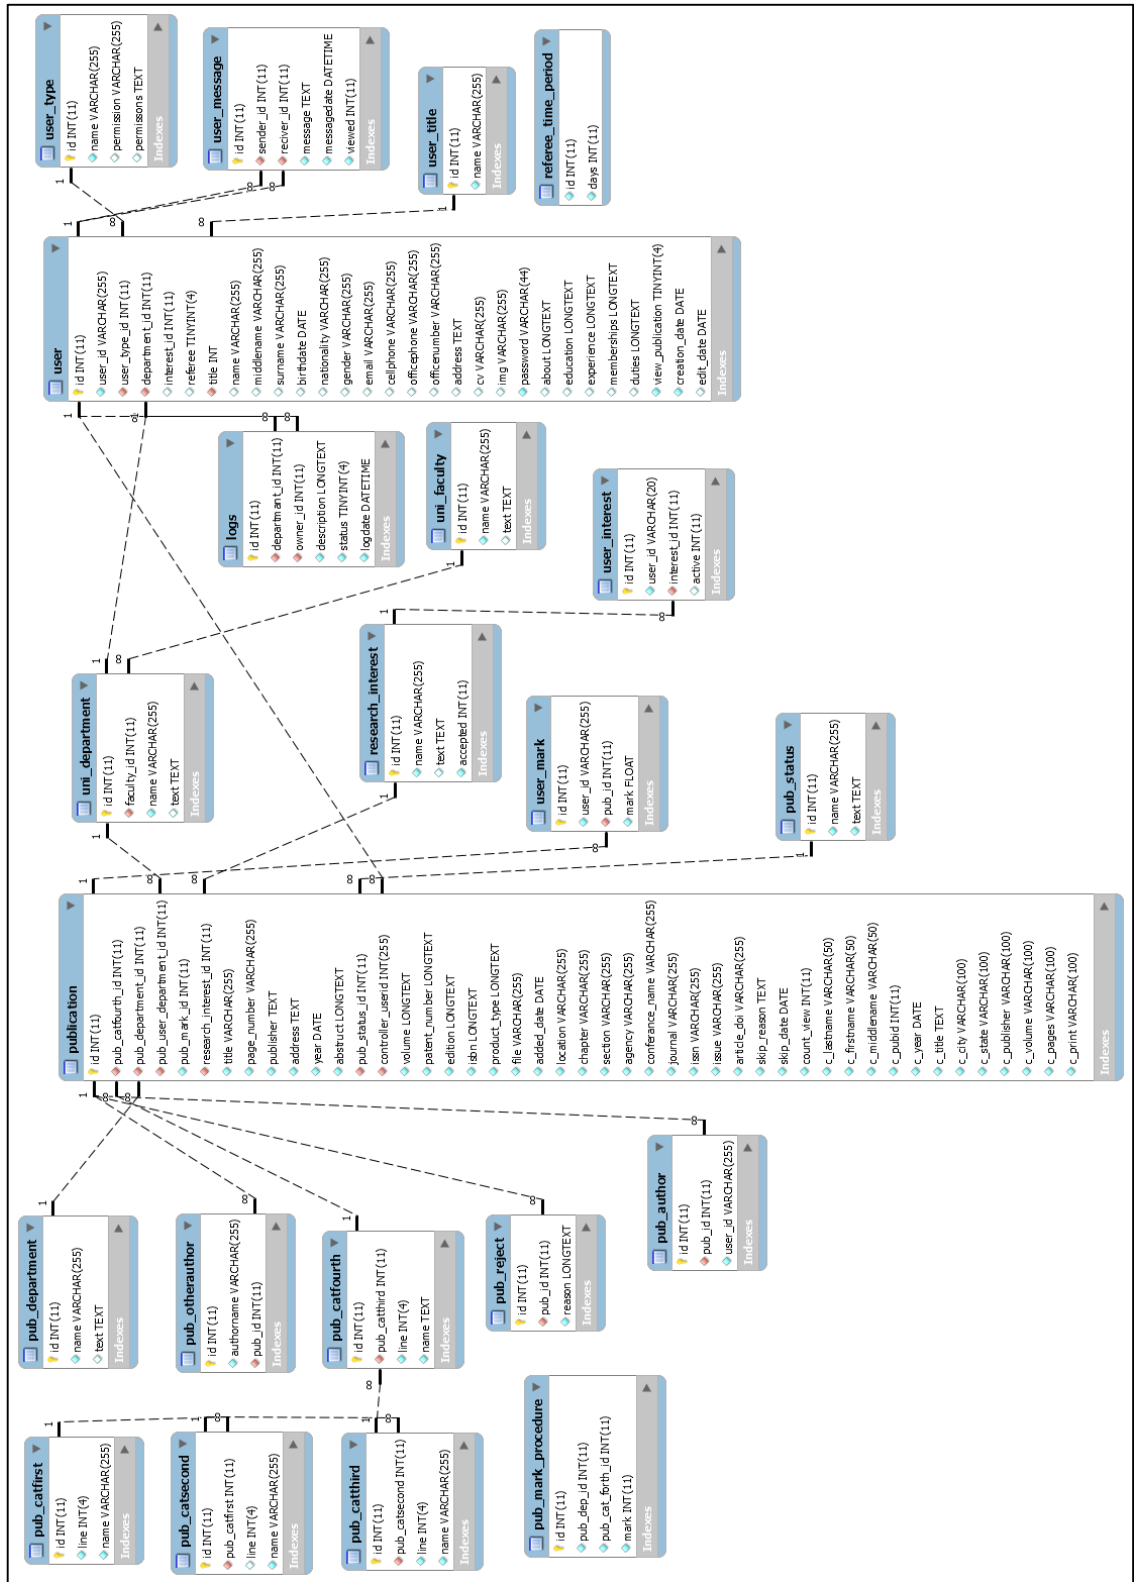 user_type
id INT(11)
name VARCHAR(255)
permission VARCHAR(255)
permissons TEXT
Indexes
user_message
id INT(11)
sender_id INT(11)
reciver_id INT(11)
message TEXT
messagedate DATETIME
viewed INT(11)
Indexes
user_title
id INT(11)
name VARCHAR(255)
Indexes
referee_time_period
id INT(11)
days INT(11)
Indexes
user
id INT(11)
user_id VARCHAR(255)
user_type_id INT(11)
department_id INT(11)
interest_id INT(11)
referee TINYINT(4)
title INT
name VARCHAR(255)
middlename VARCHAR(255)
surname VARCHAR(255)
birthdate DATE
nationality VARCHAR(255)
gender VARCHAR(255)
email VARCHAR(255)
cellphone VARCHAR(255)
officephone VARCHAR(255)
officenumber VARCHAR(255)
address TEXT
cv VARCHAR(255)
img VARCHAR(255)
password VARCHAR(44)
about LONGTEXT
education LONGTEXT
experience LONGTEXT
memberships LONGTEXT
duties LONGTEXT
view_publication TINYINT(4)
creation_date DATE
edit_date DATE
Indexes
logs
id INT(11)
department_id INT(11)
owner_id INT(11)
description LONGTEXT
status TINYINT(4)
logdate DATETIME
Indexes
uni_faculty
id INT(11)
name VARCHAR(255)
text TEXT
Indexes
user_interest
id INT(11)
user_id VARCHAR(20)
interest_id INT(11)
active INT(11)
Indexes
uni_department
id INT(11)
faculty_id INT(11)
name VARCHAR(255)
text TEXT
Indexes
research_interest
id INT(11)
name VARCHAR(255)
text TEXT
accepted INT(11)
Indexes
user_mark
id INT(11)
user_id VARCHAR(255)
pub_id INT(11)
mark FLOAT
Indexes
pub_status
id INT(11)
name VARCHAR(255)
text TEXT
Indexes
publication
id INT(11)
pub_catfourth_id INT(11)
pub_department_id INT(11)
pub_user_department_id INT(11)
pub_mark_id INT(11)
research_interest_id INT(11)
title VARCHAR(255)
page_number VARCHAR(255)
publisher TEXT
address TEXT
year DATE
abstruct LONGTEXT
pub_status_id INT(11)
controller_userid INT(255)
volume LONGTEXT
patent_number LONGTEXT
edition LONGTEXT
isbn LONGTEXT
product_type LONGTEXT
file VARCHAR(255)
added_date DATE
location VARCHAR(255)
chapter VARCHAR(255)
section VARCHAR(255)
agency VARCHAR(255)
conferance_name VARCHAR(255)
journal VARCHAR(255)
issn VARCHAR(255)
issue VARCHAR(255)
article_doi VARCHAR(255)
skip_reason TEXT
skip_date DATE
count_view INT(11)
c_lastname VARCHAR(50)
c_firstname VARCHAR(50)
c_middlename VARCHAR(50)
c_pubid INT(11)
c_year DATE
c_title TEXT
c_city VARCHAR(100)
c_state VARCHAR(100)
c_publisher VARCHAR(100)
c_volume VARCHAR(100)
c_pages VARCHAR(100)
c_print VARCHAR(100)
Indexes
pub_department
id INT(11)
name VARCHAR(255)
text TEXT
Indexes
pub_otherauthor
id INT(11)
authorname VARCHAR(255)
pub_id INT(11)
Indexes
pub_catfourth
id INT(11)
pub_catthird INT(11)
line INT(4)
name TEXT
Indexes
pub_reject
id INT(11)
pub_id INT(11)
reason LONGTEXT
Indexes
pub_author
id INT(11)
pub_id INT(11)
user_id VARCHAR(255)
Indexes
pub_catfirst
id INT(11)
line INT(4)
name VARCHAR(255)
Indexes
pub_catsecond
id INT(11)
pub_catfirst INT(11)
line INT(4)
name VARCHAR(255)
Indexes
pub_catthird
id INT(11)
pub_catsecond INT(11)
line INT(4)
name VARCHAR(255)
Indexes
pub_mark_procedure
id INT(11)
pub_dep_id INT(11)
pub_cat_forth_id INT(11)
mark INT(11)
Indexes